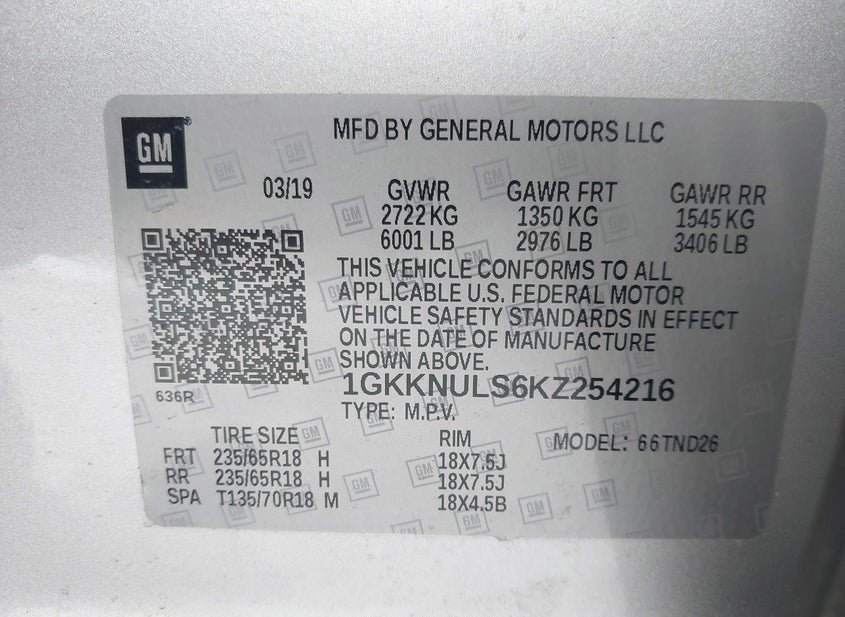 GM
MFD BY GENERAL MOTORS LLC
03/19 GVWR GAWR FRT GAWR RR
2722 KG 1350 KG 1545 KG
6001 LB 2976 LB 3406 LB
THIS VEHICLE CONFORMS TO ALL
APPLICABLE U.S. FEDERAL MOTOR
VEHICLE SAFETY STANDARDS IN EFFECT
ON THE DATE OF MANUFACTURE
SHOWN ABOVE.
636R
1GKKNULS6KZ254216
TYPE: M.P.V.
TIRE SIZE RIM MODEL: 66TND26
FRT 235/65R18 H 18X7.5J
RR 235/65R18 H 18X7.5J
SPA T135/70R18 M 18X4.5B